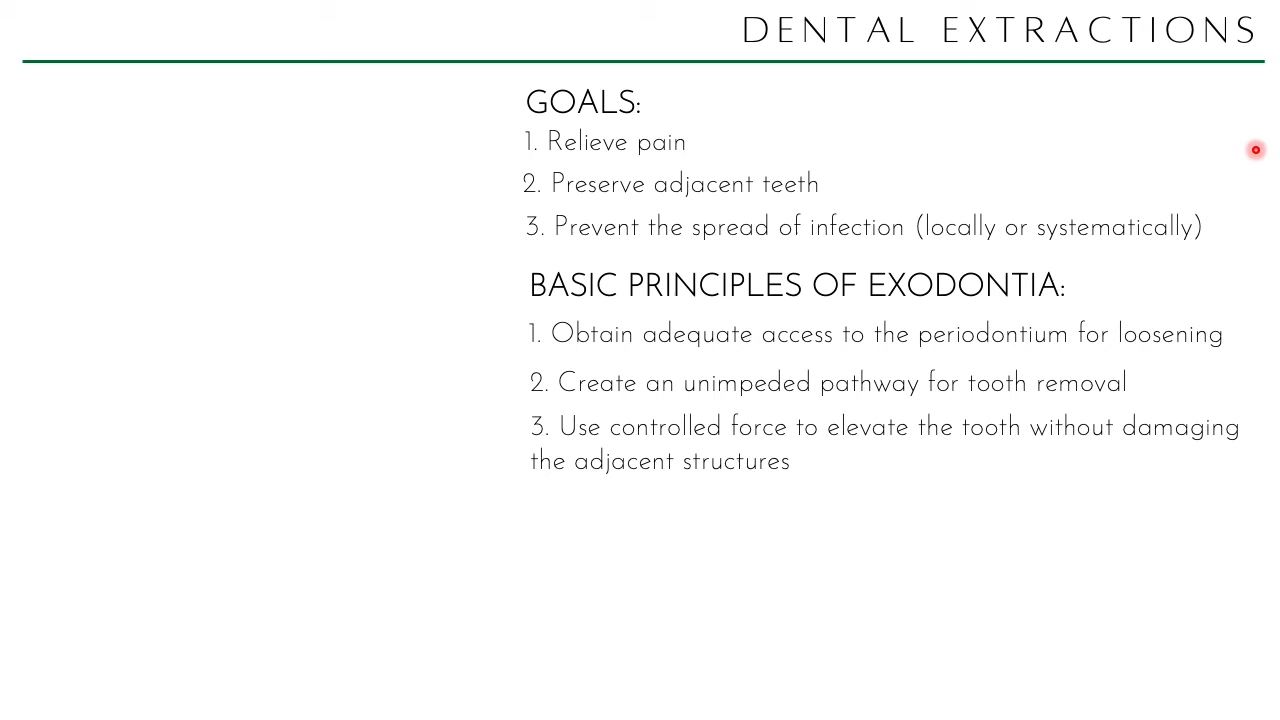 DENTAL EXTRACTIONS
GOALS:
1. Relieve pain
2. Preserve adjacent teeth
3. Prevent the spread of infection (locally or systematically)
BASIC PRINCIPLES OF EXODONTIA:
1. Obtain adequate access to the periodontium for loosening
2. Create an unimpeded pathway for tooth removal
3. Use controlled force to elevate the tooth without damaging
the adjacent structures